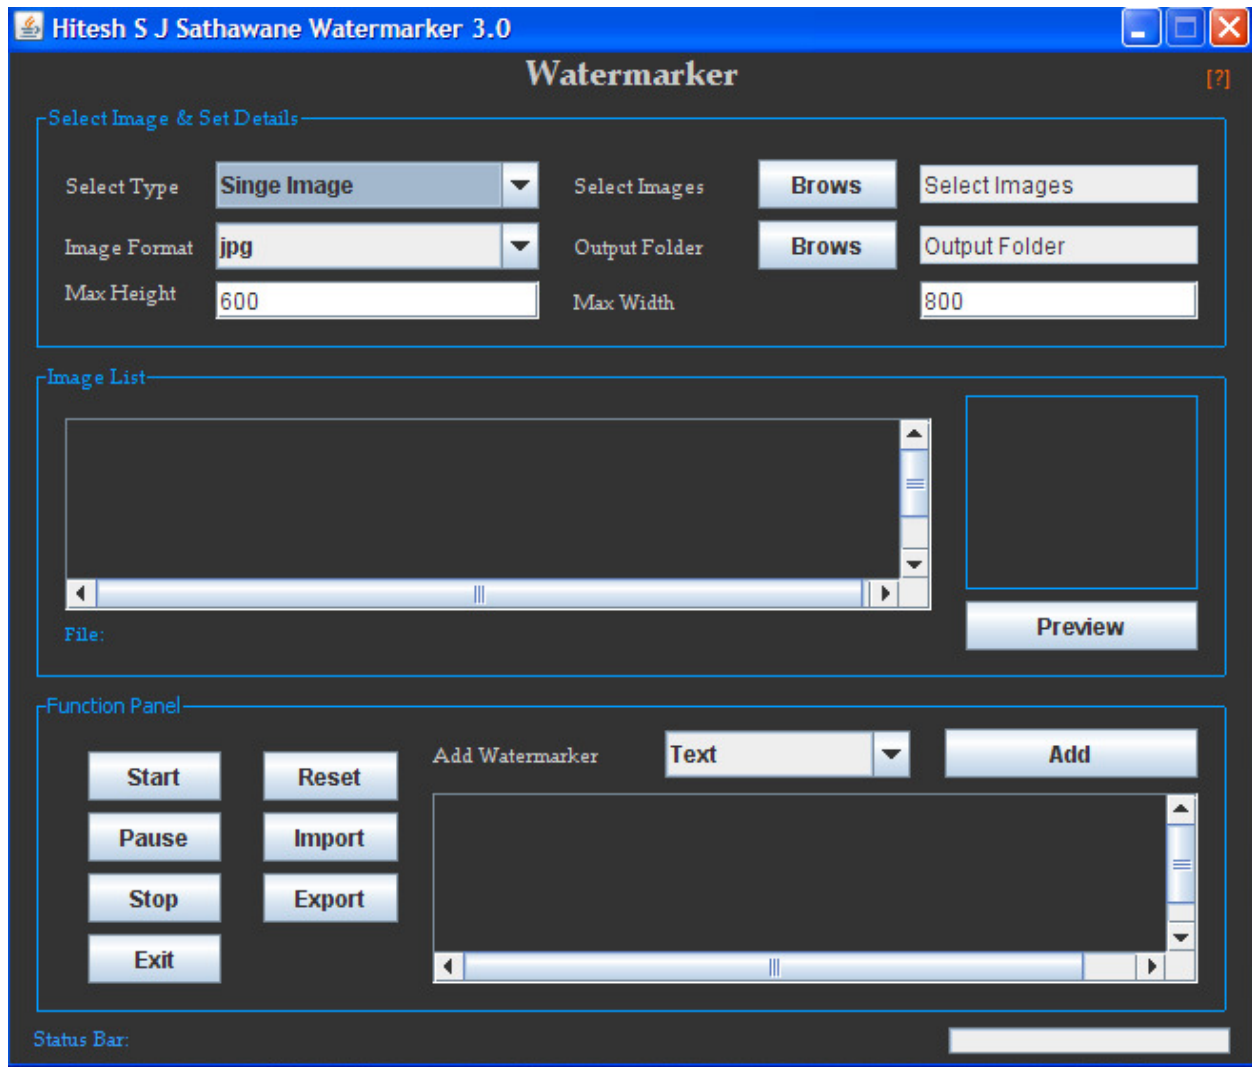 Hitesh S J Sathawane Watermarker 3.0
Watermarker
[?]
Select Image & Set Details
Select Type Singe Image Select Images Brows Select Images
Image Format jpg Output Folder Brows Output Folder
Max Height 600 Max Width 800
Image List
File:
Preview
Function Panel
Add Watermarker Text Add
Start Reset
Pause Import
Stop Export
Exit
Status Bar: